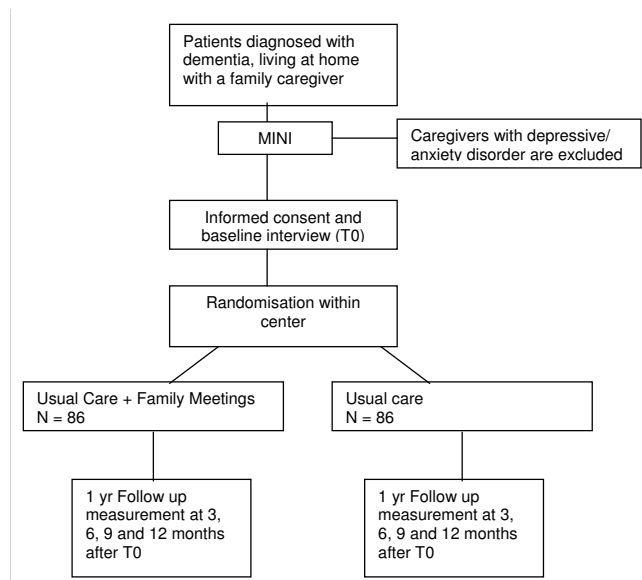 Patients diagnosed with
dementia, living at home
with a family caregiver
MINI
Caregivers with depressive/
anxiety disorder are excluded
Informed consent and
baseline interview (T0)
Randomisation within
center
Usual Care + Family Meetings
N = 86
Usual care
N = 86
1 yr Follow up
measurement at 3,
6, 9 and 12 months
after T0
1 yr Follow up
measurement at 3,
6, 9 and 12 months
after T0